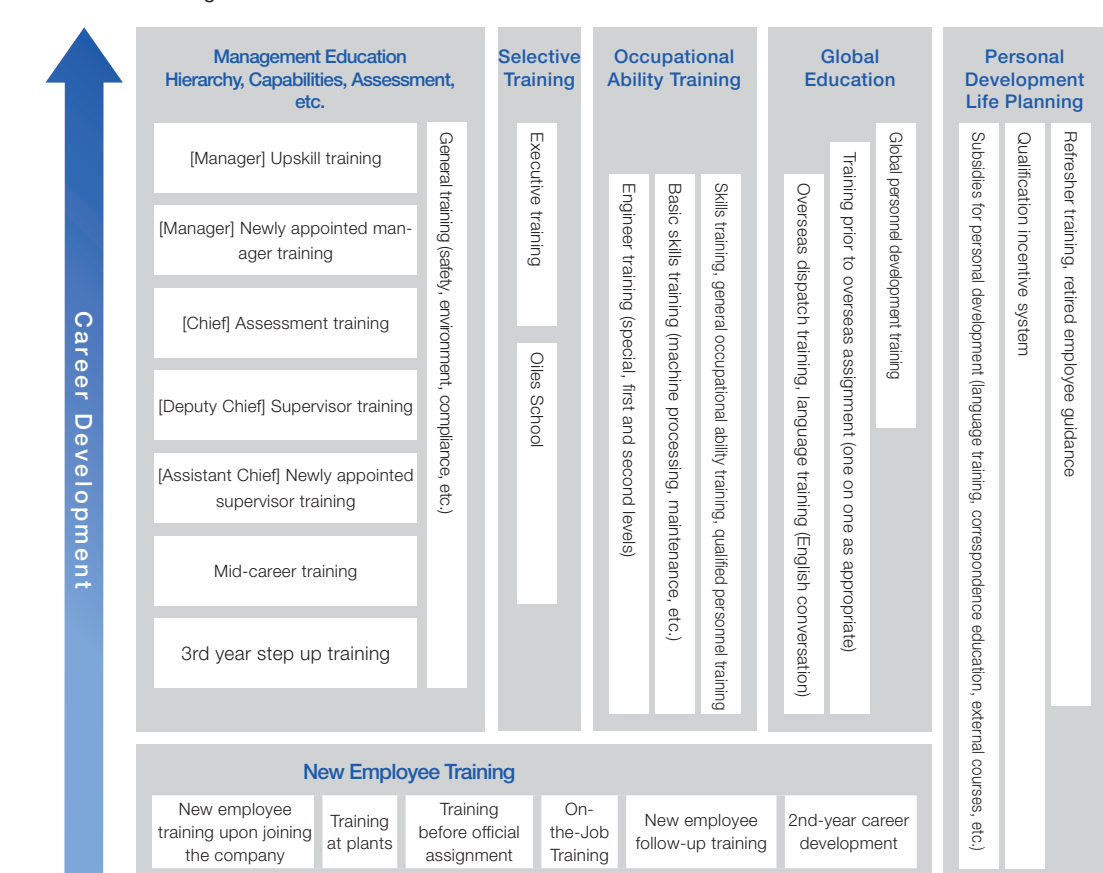 Career Development
Management Education
Hierarchy, Capabilities, Assessment,
etc.
[Manager] Upskill training
[Manager] Newly appointed man-
ager training
[Chief] Assessment training
[Deputy Chief] Supervisor training
[Assistant Chief] Newly appointed
supervisor training
Mid-career training
3rd year step up training
General training (safety, environment, compliance, etc.)
Selective
Training
Executive training
Oiles School
Occupational
Ability Training
Engineer training (special, first and second levels)
Basic skills training (machine processing, maintenance, etc.)
Skills training, general occupational ability training, qualified personnel training
Global
Education
Overseas dispatch training, language training (English conversation)
Training prior to overseas assignment (one on one as appropriate)
Global personnel development training
Personal
Development
Life Planning
Subsidies for personal development (language training, correspondence education, external courses, etc.)
Qualification incentive system
Refresher training, retired employee guidance
New Employee Training
New employee
training upon joining
the company
Training
at plants
Training
before official
assignment
On-
the-Job
Training
New employee
follow-up training
2nd-year career
development